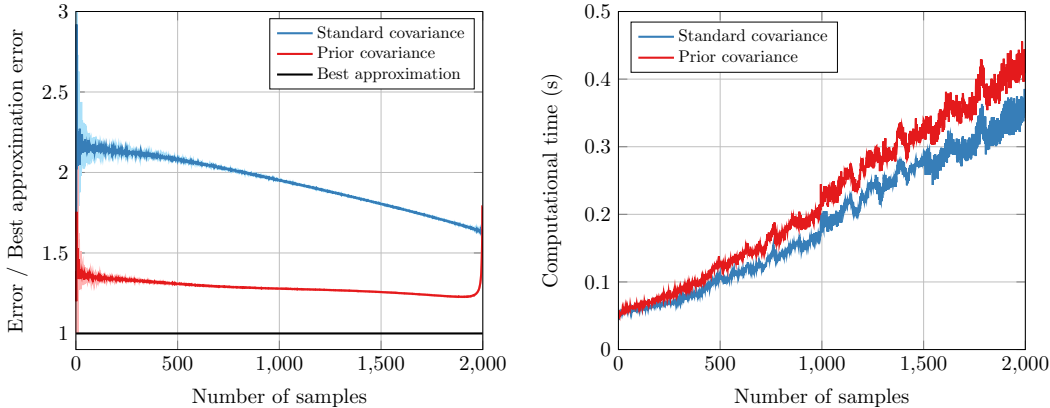 Error / Best approximation error
3
2.5
2
1.5
1
Standard covariance
Prior covariance
Best approximation
0
500
1,000
1,500
2,000
Number of samples
Computational time (s)
0.5
0.4
0.3
0.2
0.1
0
Standard covariance
Prior covariance
0
500
1,000
1,500
2,000
Number of samples